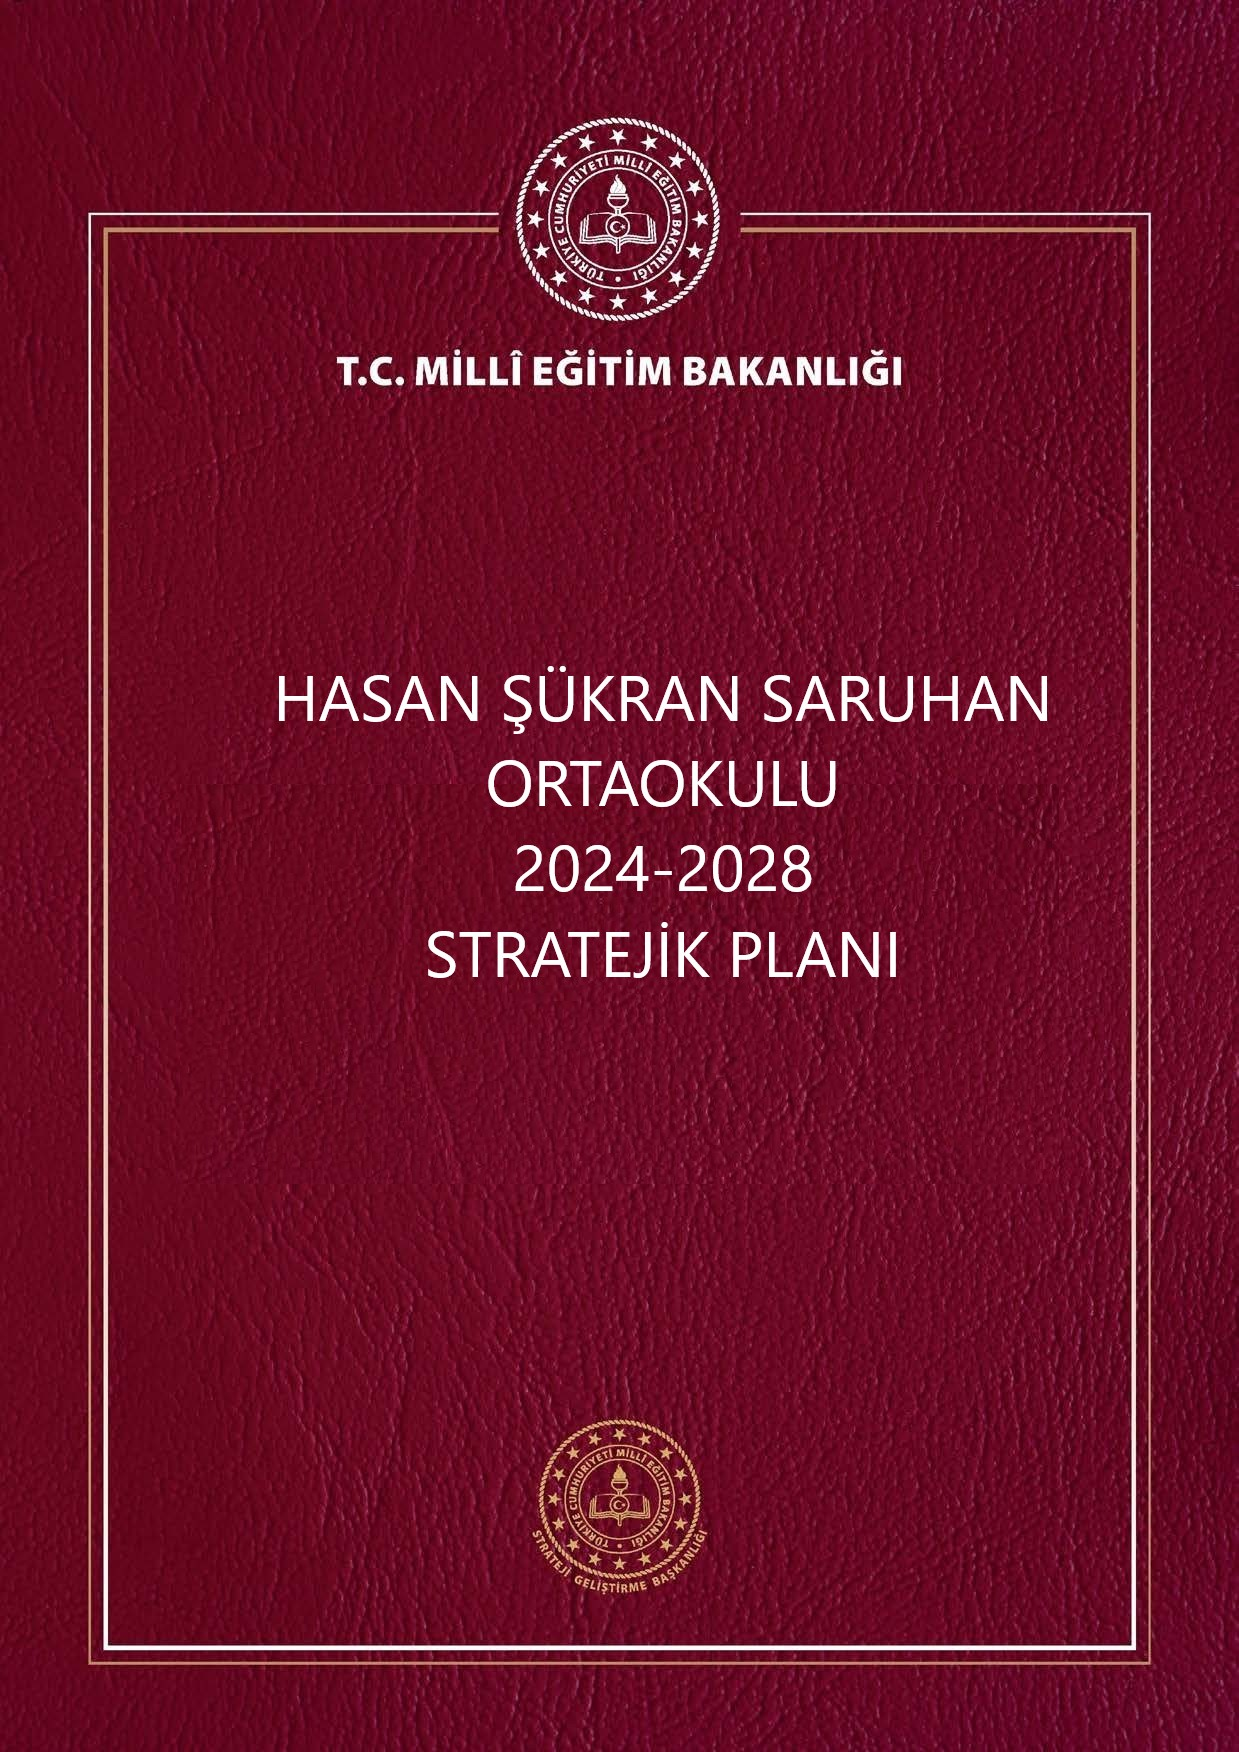 TÜRKİYE CUMHURİYETİ MİLLÎ EĞİTİM BAKANLIĞI
T.C. MİLLÎ EĞİTİM BAKANLIĞI
HASAN ŞÜKRAN SARUHAN
ORTAOKULU
2024-2028
STRATEJİK PLANI
TÜRKİYE CUMHURİYETİ MİLLÎ EĞİTİM BAKANLIĞI
STRATEJİ GELİŞTİRME BAŞKANLIĞI